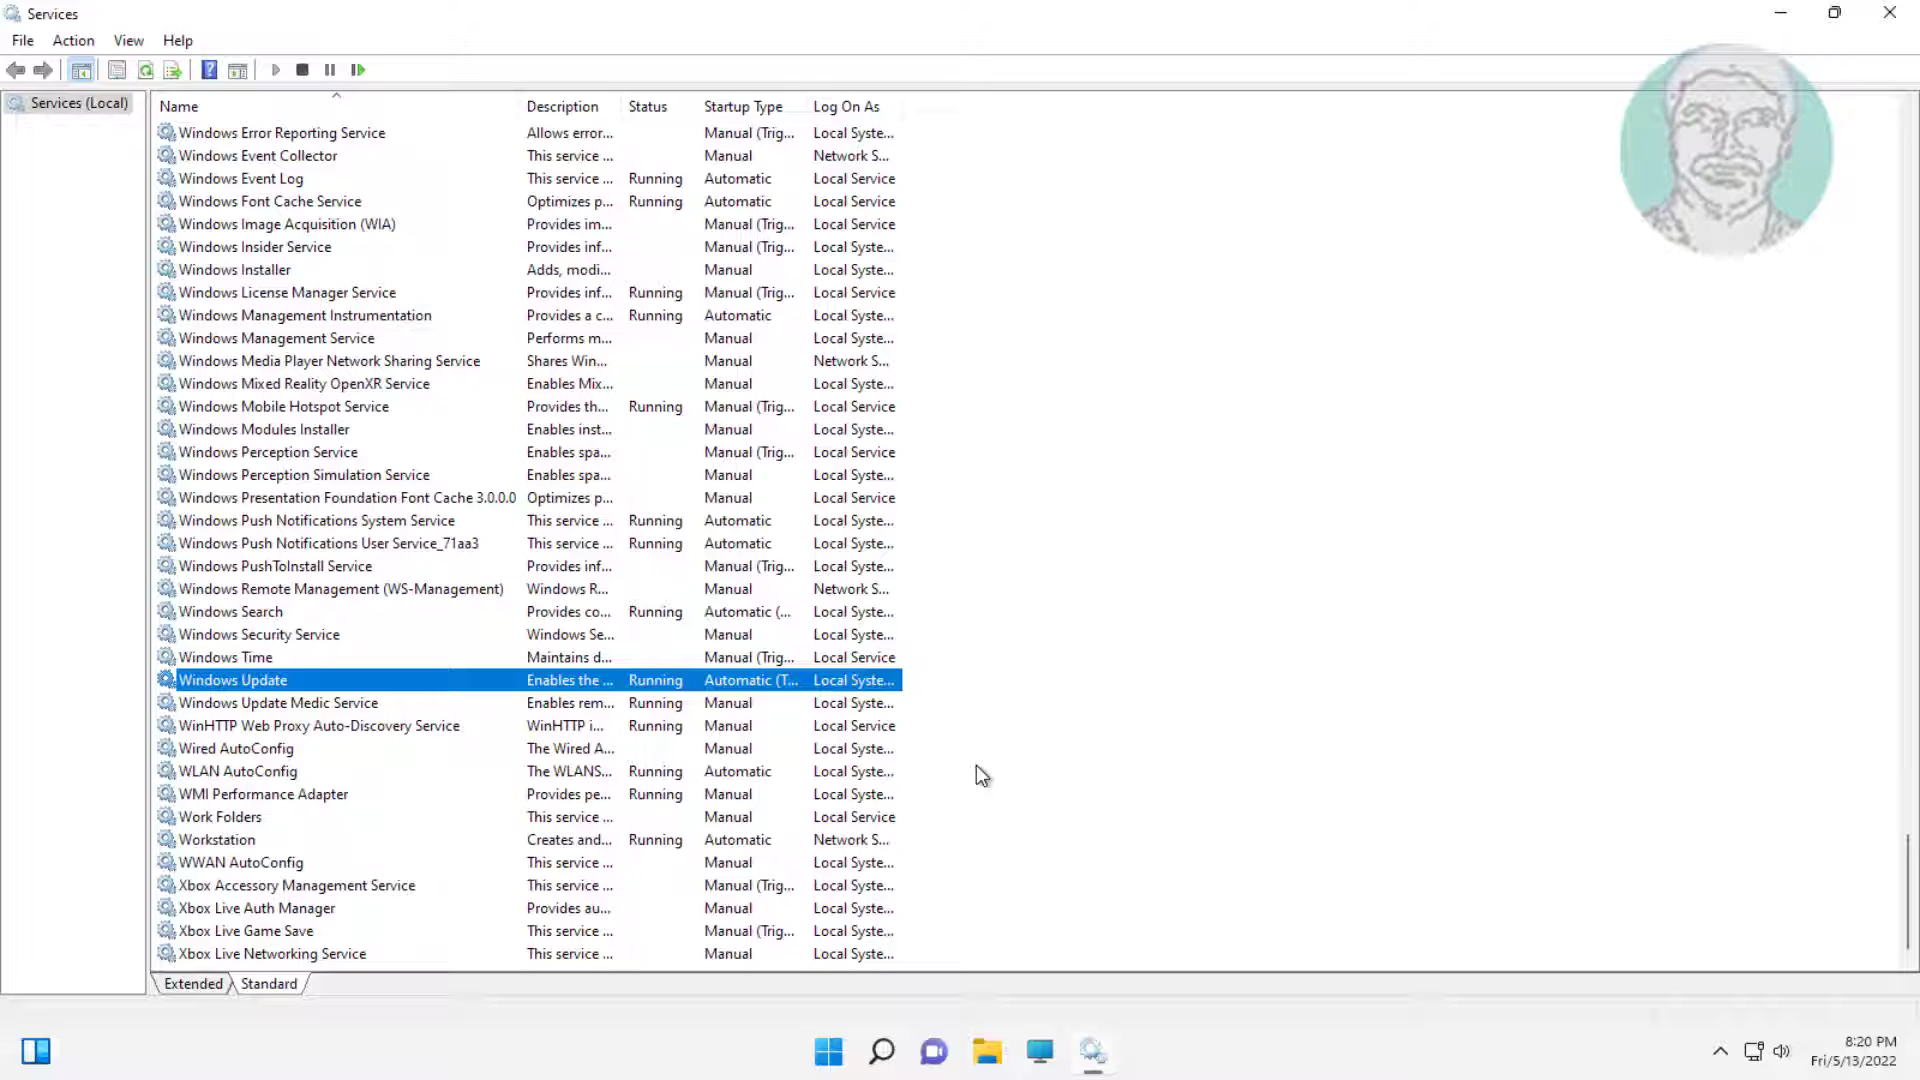 Services
File Action View Help
Services (Local)
Name Description Status Startup Type Log On As
Windows Error Reporting Service Allows error... Manual (Trig... Local Syste...
Windows Event Collector This service ... Manual Network S...
Windows Event Log This service ... Running Automatic Local Service
Windows Font Cache Service Optimizes p... Running Automatic Local Service
Windows Image Acquisition (WIA) Provides im... Manual (Trig... Local Service
Windows Insider Service Provides inf... Manual (Trig... Local Syste...
Windows Installer Adds, modi... Manual Local Syste...
Windows License Manager Service Provides inf... Running Manual (Trig... Local Service
Windows Management Instrumentation Provides a c... Running Automatic Local Syste...
Windows Management Service Performs m... Manual Local Syste...
Windows Media Player Network Sharing Service Shares Win... Manual Network S...
Windows Mixed Reality OpenXR Service Enables Mix... Manual Local Syste...
Windows Mobile Hotspot Service Provides th... Running Manual (Trig... Local Service
Windows Modules Installer Enables inst... Manual Local Syste...
Windows Perception Service Enables spa... Manual (Trig... Local Service
Windows Perception Simulation Service Enables spa... Manual Local Syste...
Windows Presentation Foundation Font Cache 3.0.0.0 Optimizes p... Manual Local Service
Windows Push Notifications System Service This service ... Running Automatic Local Syste...
Windows Push Notifications User Service_71aa3 This service ... Running Automatic Local Syste...
Windows PushToInstall Service Provides inf... Manual (Trig... Local Syste...
Windows Remote Management (WS-Management) Windows R... Manual Network S...
Windows Search Provides co... Running Automatic (... Local Syste...
Windows Security Service Windows Se... Manual Local Syste...
Windows Time Maintains d... Manual (Trig... Local Service
Windows Update Enables the ... Running Automatic (T... Local Syste...
Windows Update Medic Service Enables rem... Running Manual Local Syste...
WinHTTP Web Proxy Auto-Discovery Service WinHTTP i... Running Manual Local Service
Wired AutoConfig The Wired A... Manual Local Syste...
WLAN AutoConfig The WLANS... Running Automatic Local Syste...
WMI Performance Adapter Provides pe... Running Manual Local Syste...
Work Folders This service ... Manual Local Service
Workstation Creates and... Running Automatic Network S...
WWAN AutoConfig This service ... Manual Local Syste...
Xbox Accessory Management Service This service ... Manual (Trig... Local Syste...
Xbox Live Auth Manager Provides au... Manual Local Syste...
Xbox Live Game Save This service ... Manual (Trig... Local Syste...
Xbox Live Networking Service This service ... Manual Local Syste...
Extended Standard
8:20 PM
Fri/5/13/2022